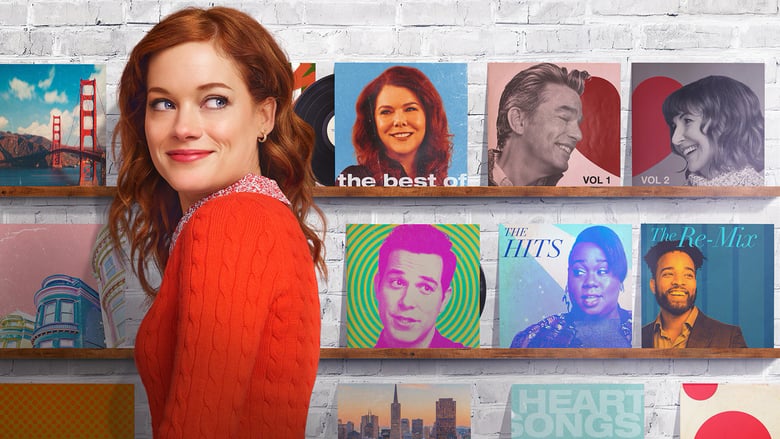 the best of
VOL 1
VOL 2
THE
HITS
The Re-Mix
HEART
SONGS